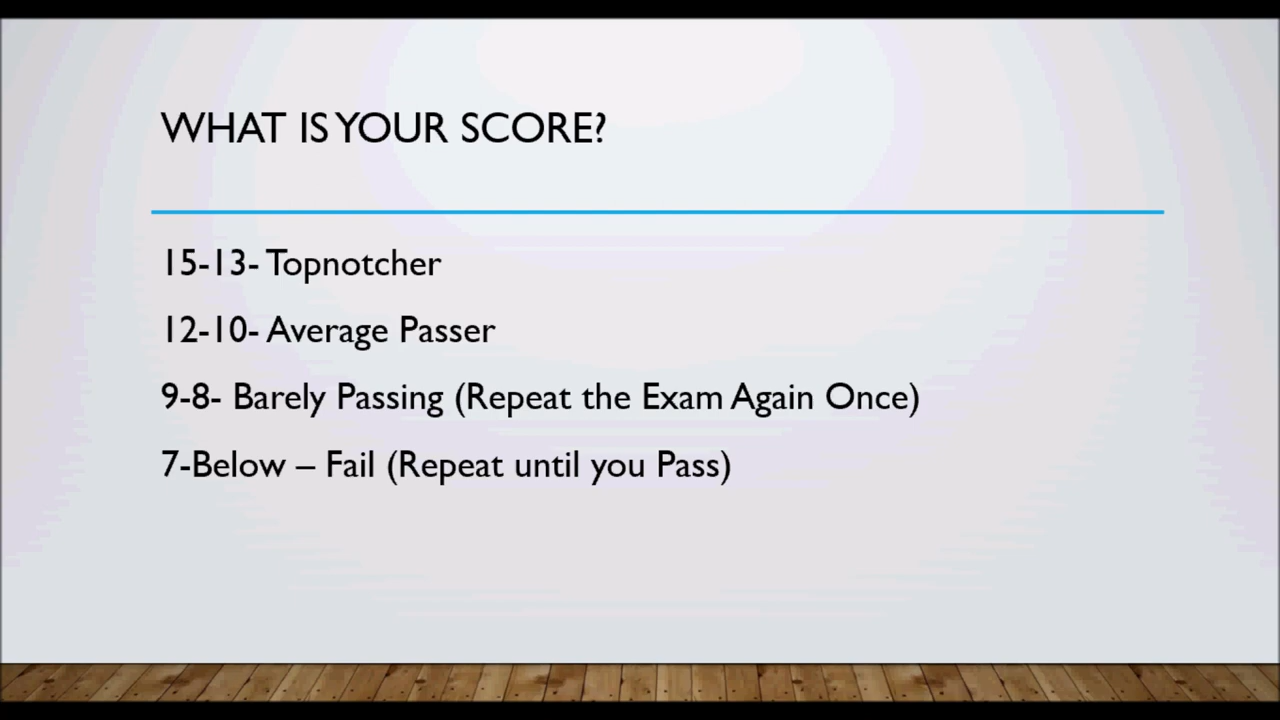 WHAT IS YOUR SCORE?
15-13- Topnotcher
12-10- Average Passer
9-8- Barely Passing (Repeat the Exam Again Once)
7-Below – Fail (Repeat until you Pass)